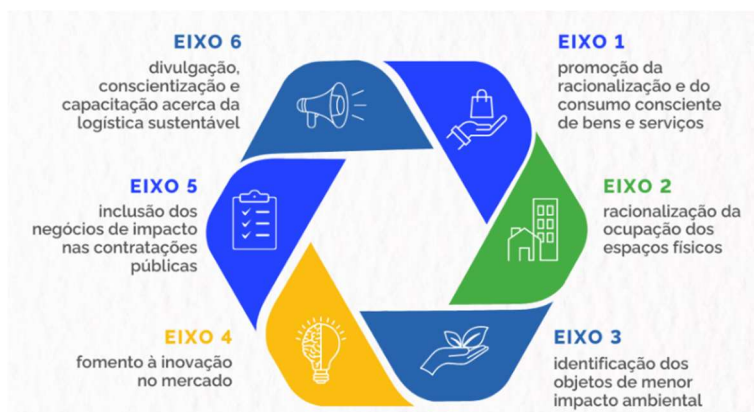 EIXO 6
divulgação,
conscientização e
capacitação acerca da
logística sustentável
EIXO 1
promoção da
racionalização e do
consumo consciente
de bens e serviços
EIXO 5
inclusão dos
negócios de impacto
nas contratações
públicas
EIXO 2
racionalização da
ocupação dos
espaços físicos
EIXO 4
fomento à inovação
no mercado
EIXO 3
identificação dos
objetos de menor
impacto ambiental